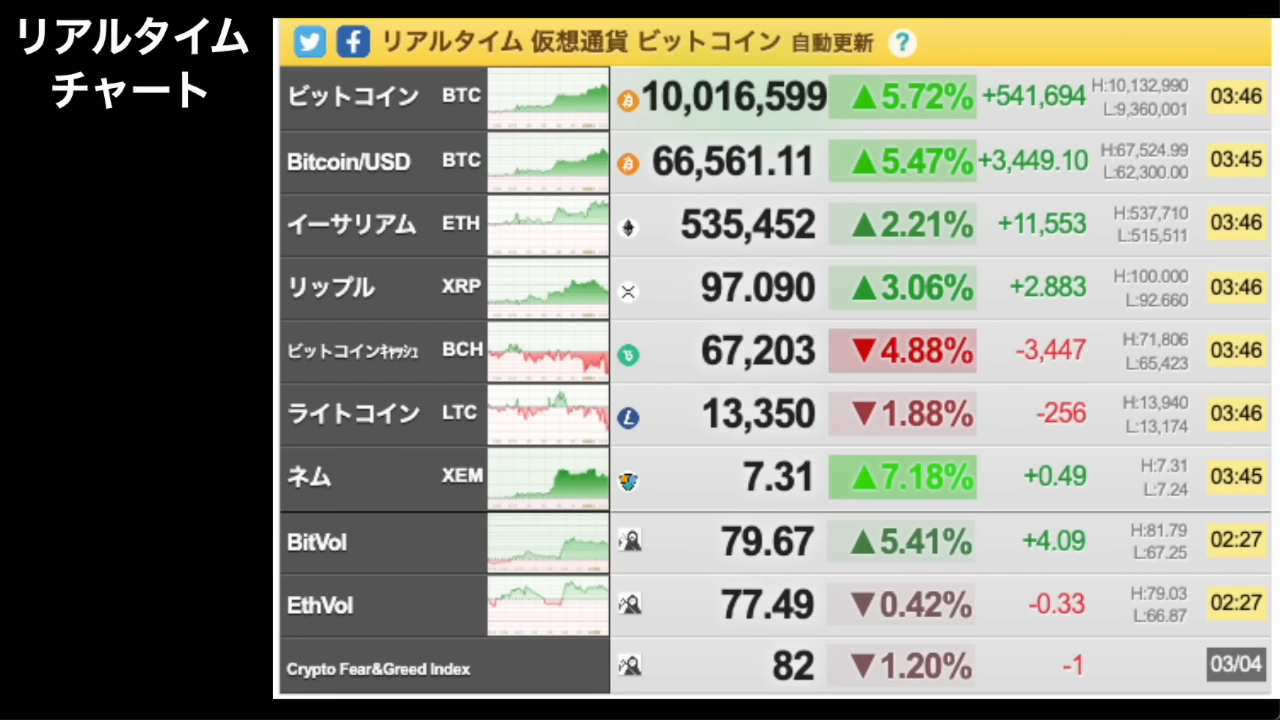 リアルタイム
チャート
リアルタイム 仮想通貨 ビットコイン 自動更新 ?
ビットコイン BTC 10,016,599 ▲5.72% +541,694 H:10,132,990 L:9,360,001 03:46
Bitcoin/USD BTC 66,561.11 ▲5.47% +3,449.10 H:67,524.99 L:62,300.00 03:45
イーサリアム ETH 535,452 ▲2.21% +11,553 H:537,710 L:515,511 03:46
リップル XRP 97.090 ▲3.06% +2.883 H:100.000 L:92.660 03:46
ビットコインキャッシュ BCH 67,203 ▼4.88% -3,447 H:71,806 L:65,423 03:46
ライトコイン LTC 13,350 ▼1.88% -256 H:13,940 L:13,174 03:46
ネム XEM 7.31 ▲7.18% +0.49 H:7.31 L:7.24 03:45
BitVol 79.67 ▲5.41% +4.09 H:81.79 L:67.25 02:27
EthVol 77.49 ▼0.42% -0.33 H:79.03 L:66.87 02:27
Crypto Fear&Greed Index 82 ▼1.20% -1 03/04